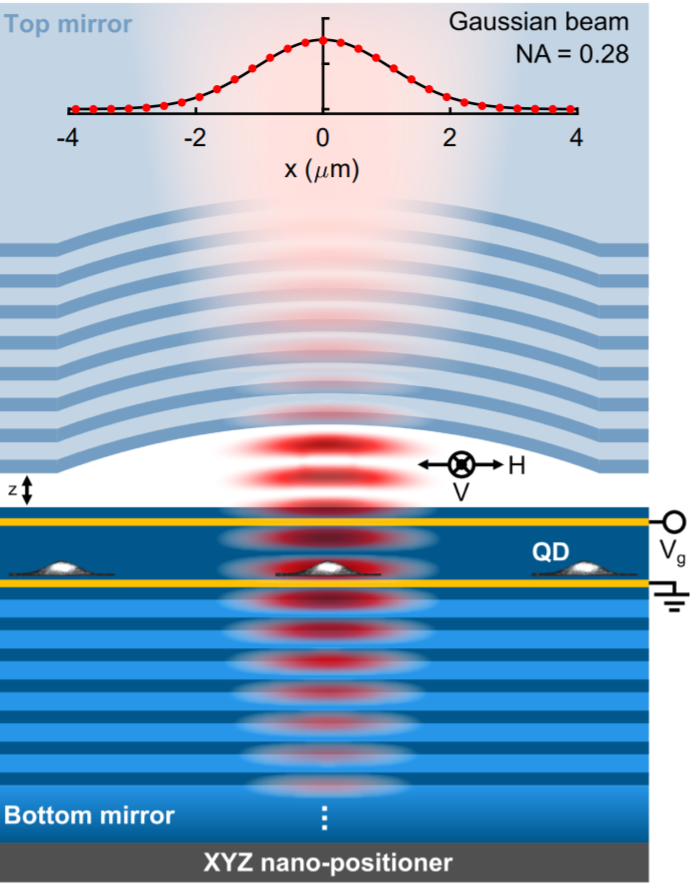 Top mirror
Gaussian beam
NA = 0.28
-4 -2 0 2 4
x (μm)
z
H
V
QD
Vg
Bottom mirror
XYZ nano-positioner